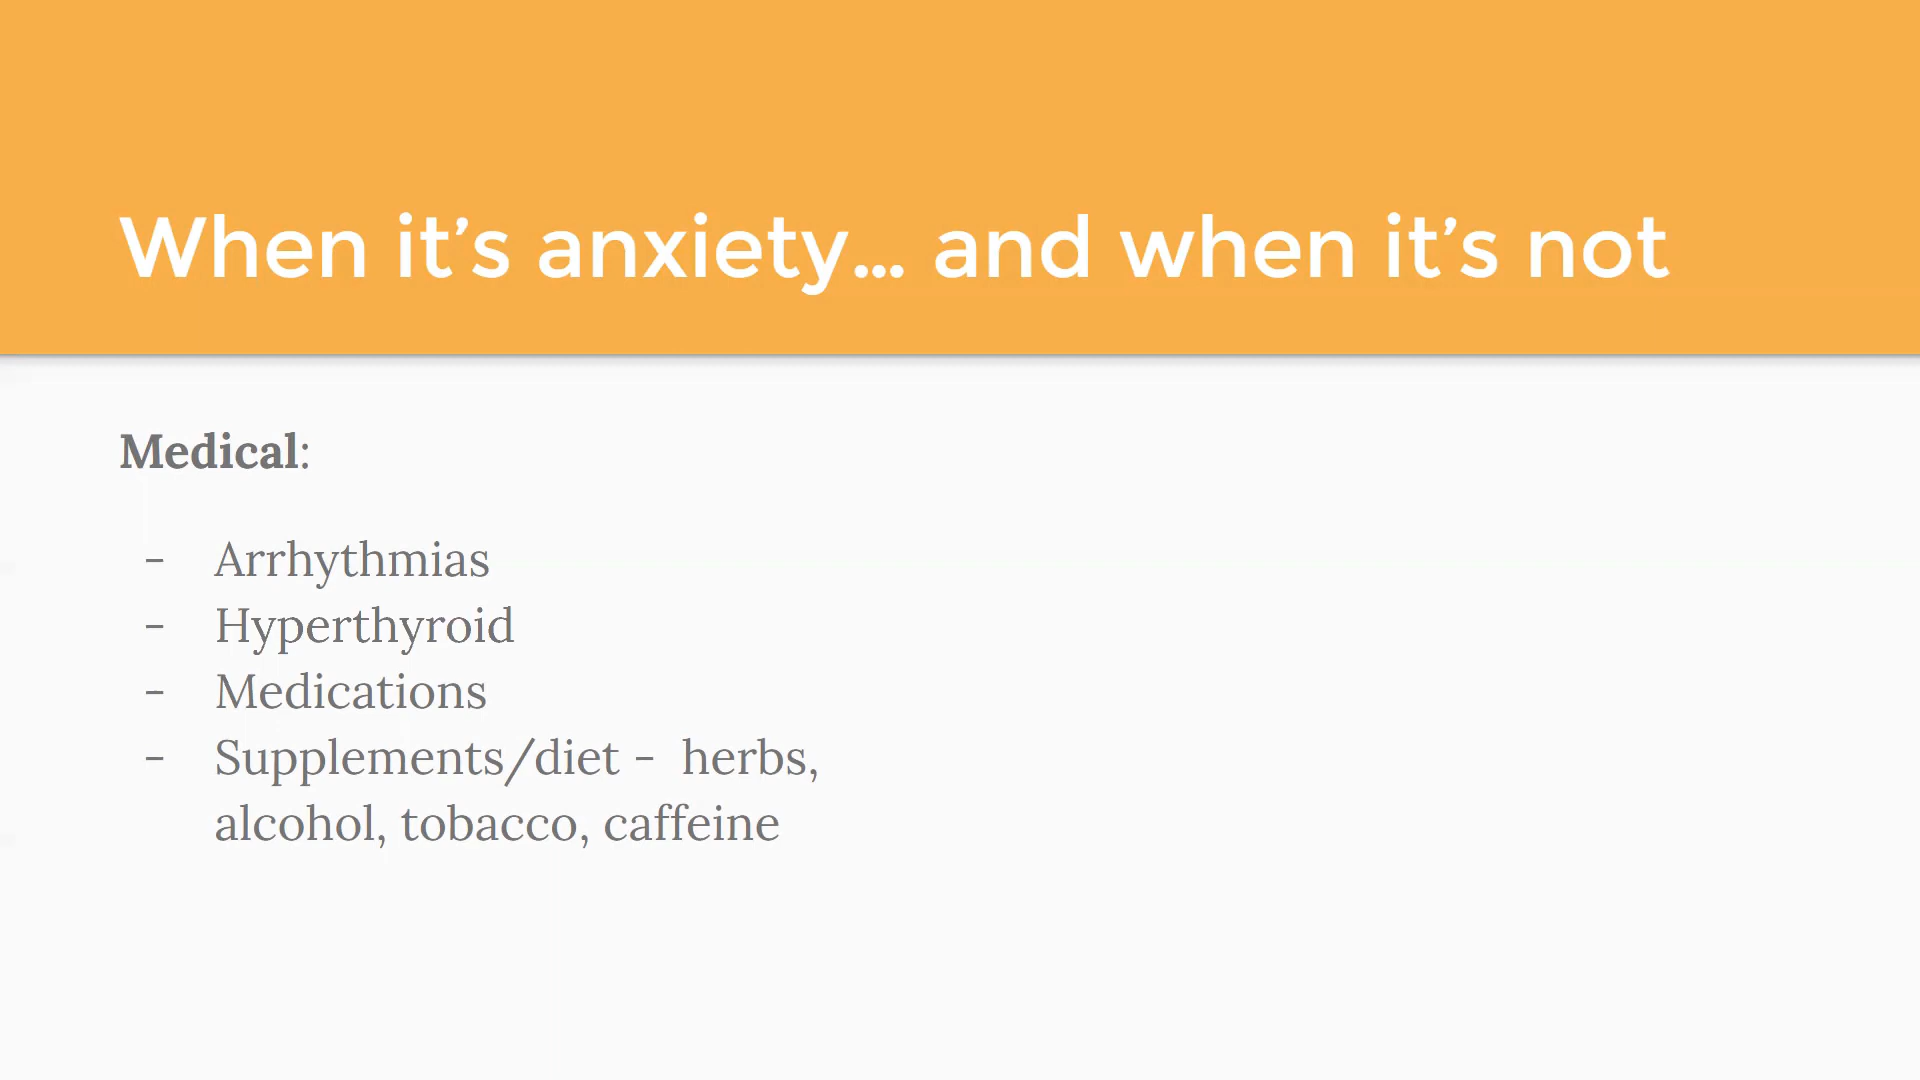 When it’s anxiety... and when it’s not
Medical:
- Arrhythmias
- Hyperthyroid
- Medications
- Supplements/diet - herbs,
alcohol, tobacco, caffeine